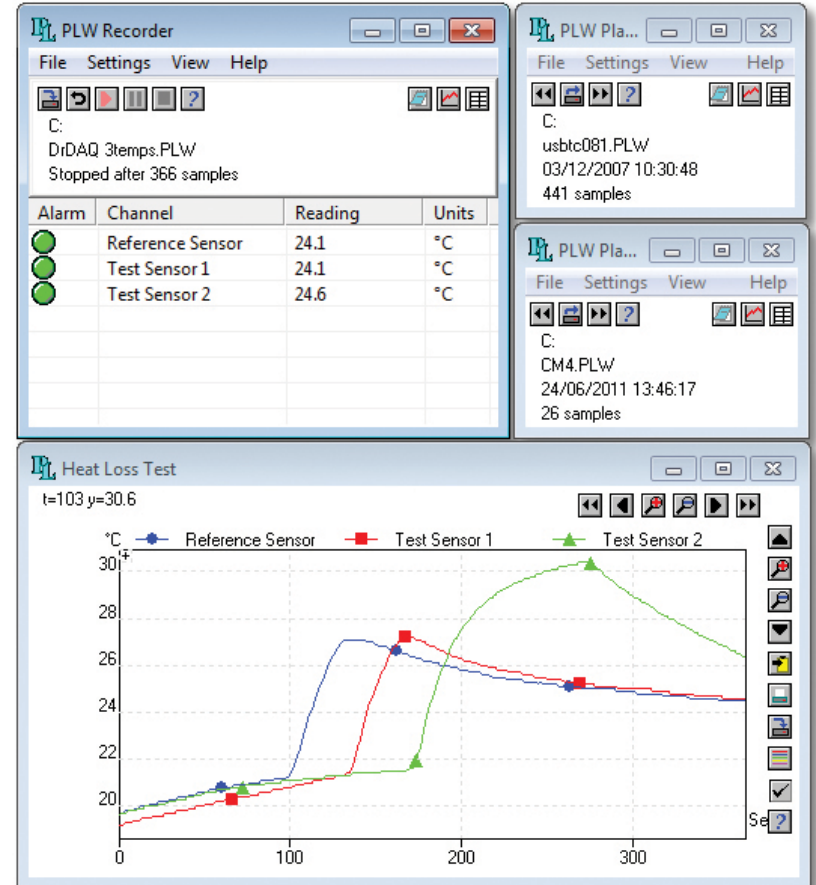 PLW Recorder
File Settings View Help
C:
DrDAQ 3temps.PLW
Stopped after 366 samples
Alarm Channel Reading Units
Reference Sensor 24.1 °C
Test Sensor 1 24.1 °C
Test Sensor 2 24.6 °C
PLW Pla...
File Settings View Help
C:
usbtc081.PLW
03/12/2007 10:30:48
441 samples
PLW Pla...
File Settings View Help
C:
CM4.PLW
24/06/2011 13:46:17
26 samples
Heat Loss Test
t=103 y=30.6
°C Reference Sensor Test Sensor 1 Test Sensor 2
30
28
26
24
22
20
Se
0 100 200 300